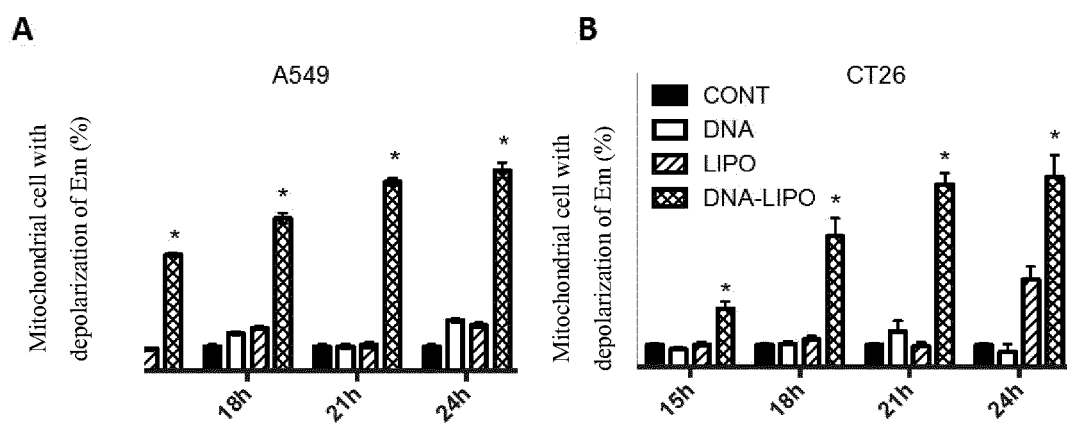 A
A549
Mitochondrial cell with
depolarization of Em (%)
*
*
*
*
18h
21h
24h
B
CT26
Mitochondrial cell with
depolarization of Em (%)
CONT
DNA
LIPO
DNA-LIPO
*
*
*
*
15h
18h
21h
24h